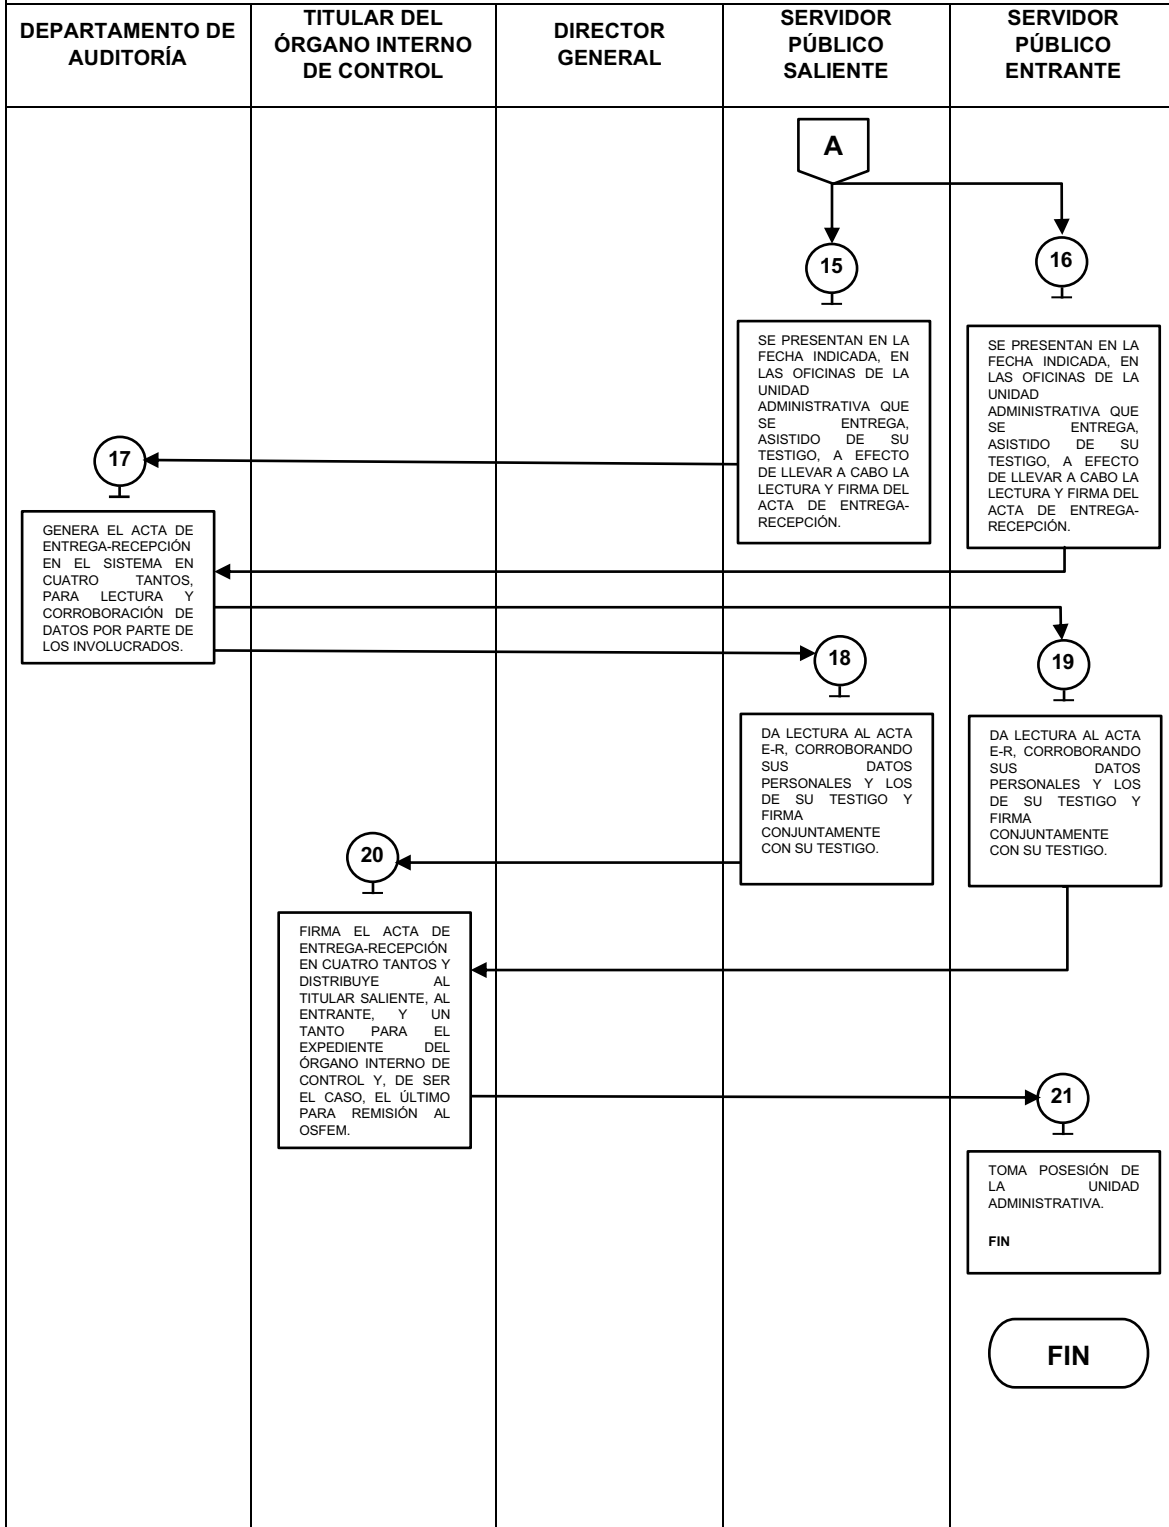 DEPARTAMENTO DE
AUDITORÍA
TITULAR DEL
ÓRGANO INTERNO
DE CONTROL
DIRECTOR
GENERAL
SERVIDOR
PÚBLICO
SALIENTE
SERVIDOR
PÚBLICO
ENTRANTE
A
15
16
SE PRESENTAN EN LA
FECHA INDICADA, EN
LAS OFICINAS DE LA
UNIDAD
ADMINISTRATIVA QUE
SE ENTREGA,
ASISTIDO DE SU
TESTIGO, A EFECTO
DE LLEVAR A CABO LA
LECTURA Y FIRMA DEL
ACTA DE ENTREGA-
RECEPCIÓN.
SE PRESENTAN EN LA
FECHA INDICADA, EN
LAS OFICINAS DE LA
UNIDAD
ADMINISTRATIVA QUE
SE ENTREGA,
ASISTIDO DE SU
TESTIGO, A EFECTO
DE LLEVAR A CABO LA
LECTURA Y FIRMA DEL
ACTA DE ENTREGA-
RECEPCIÓN.
17
GENERA EL ACTA DE
ENTREGA-RECEPCIÓN
EN EL SISTEMA EN
CUATRO TANTOS,
PARA LECTURA Y
CORROBORACIÓN DE
DATOS POR PARTE DE
LOS INVOLUCRADOS.
18
19
DA LECTURA AL ACTA
E-R, CORROBORANDO
SUS DATOS
PERSONALES Y LOS
DE SU TESTIGO Y
FIRMA
CONJUNTAMENTE
CON SU TESTIGO.
DA LECTURA AL ACTA
E-R, CORROBORANDO
SUS DATOS
PERSONALES Y LOS
DE SU TESTIGO Y
FIRMA
CONJUNTAMENTE
CON SU TESTIGO.
20
FIRMA EL ACTA DE
ENTREGA-RECEPCIÓN
EN CUATRO TANTOS Y
DISTRIBUYE AL
TITULAR SALIENTE, AL
ENTRANTE, Y UN
TANTO PARA EL
EXPEDIENTE DEL
ÓRGANO INTERNO DE
CONTROL Y, DE SER
EL CASO, EL ÚLTIMO
PARA REMISIÓN AL
OSFEM.
21
TOMA POSESIÓN DE
LA UNIDAD
ADMINISTRATIVA.
FIN
FIN